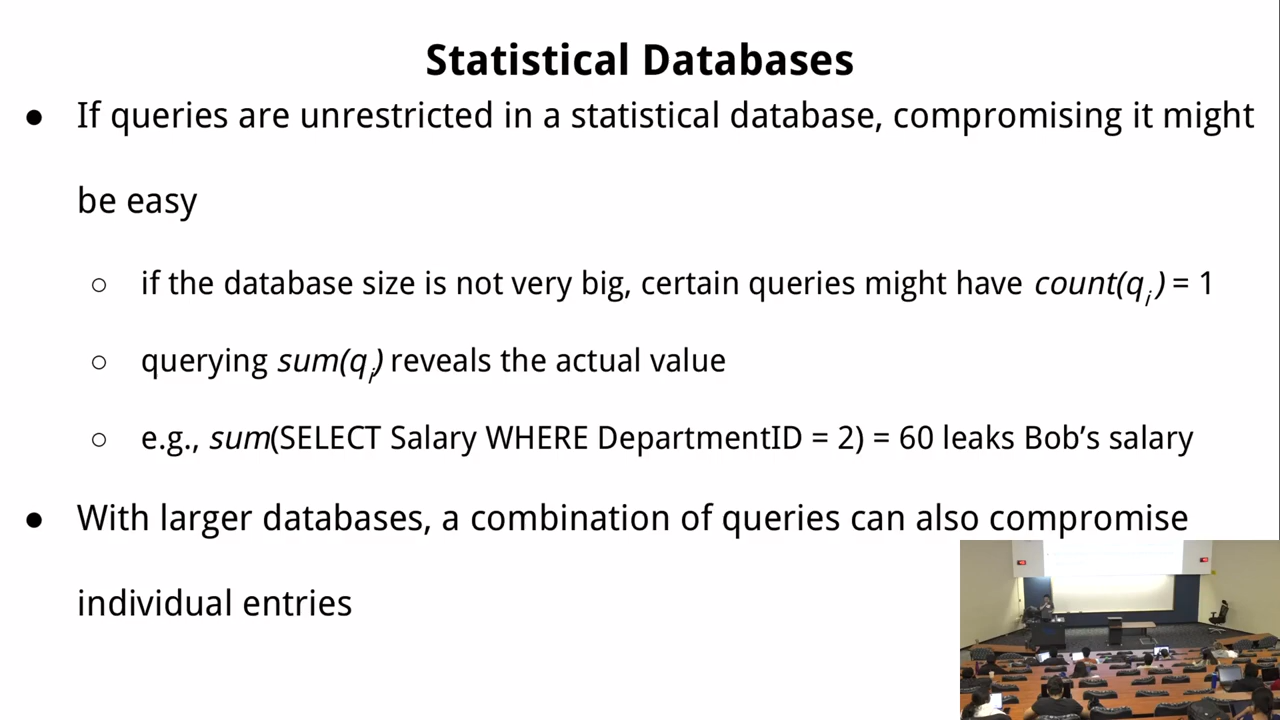 Statistical Databases
● If queries are unrestricted in a statistical database, compromising it might
be easy
○ if the database size is not very big, certain queries might have count(qi) = 1
○ querying sum(qi) reveals the actual value
○ e.g., sum(SELECT Salary WHERE DepartmentID = 2) = 60 leaks Bob’s salary
● With larger databases, a combination of queries can also compromise
individual entries